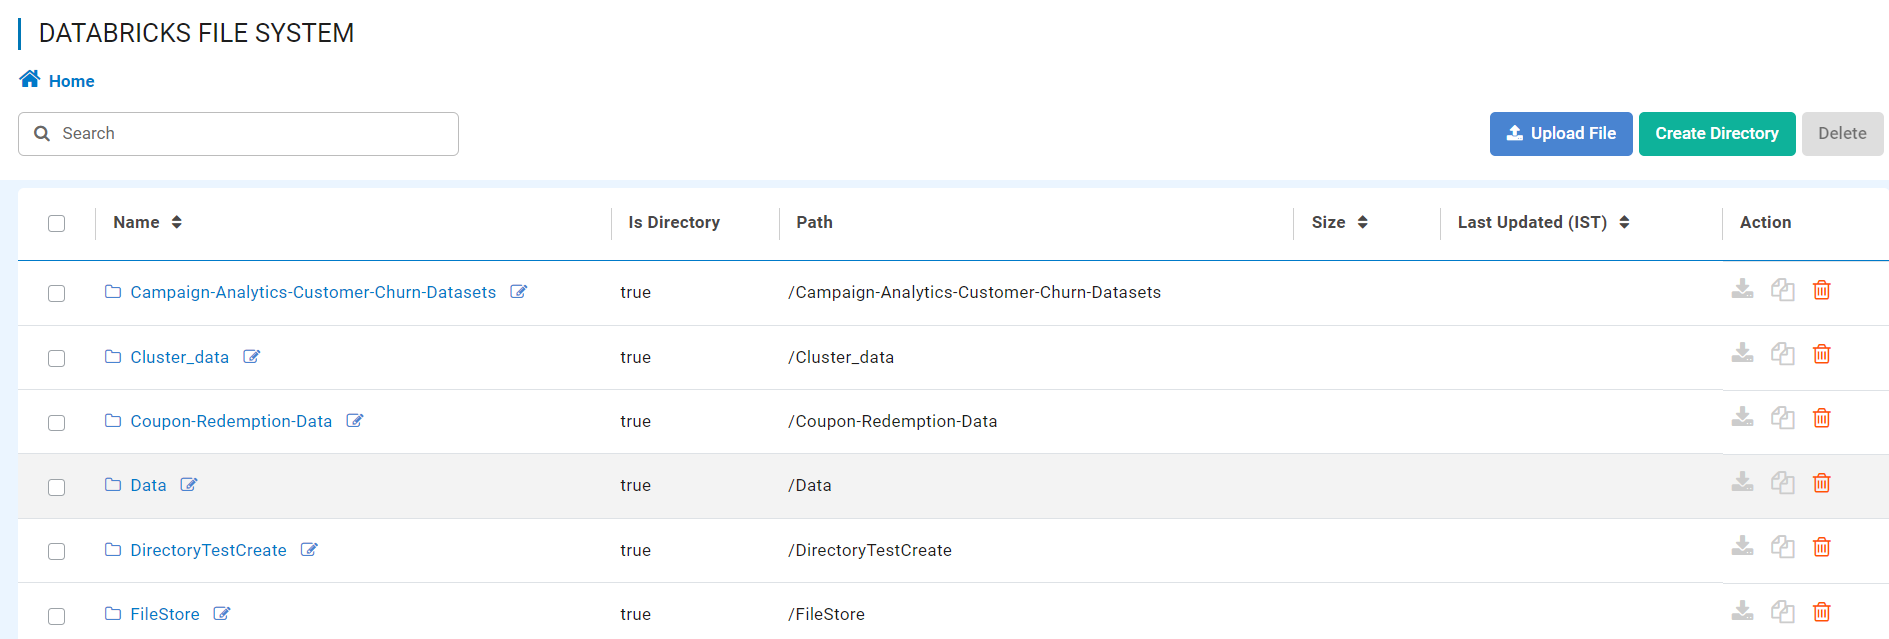 DATABRICKS FILE SYSTEM
Home
Search
Upload File Create Directory Delete
Name Is Directory Path Size Last Updated (IST) Action
Campaign-Analytics-Customer-Churn-Datasets true /Campaign-Analytics-Customer-Churn-Datasets
Cluster_data true /Cluster_data
Coupon-Redemption-Data true /Coupon-Redemption-Data
Data true /Data
DirectoryTestCreate true /DirectoryTestCreate
FileStore true /FileStore